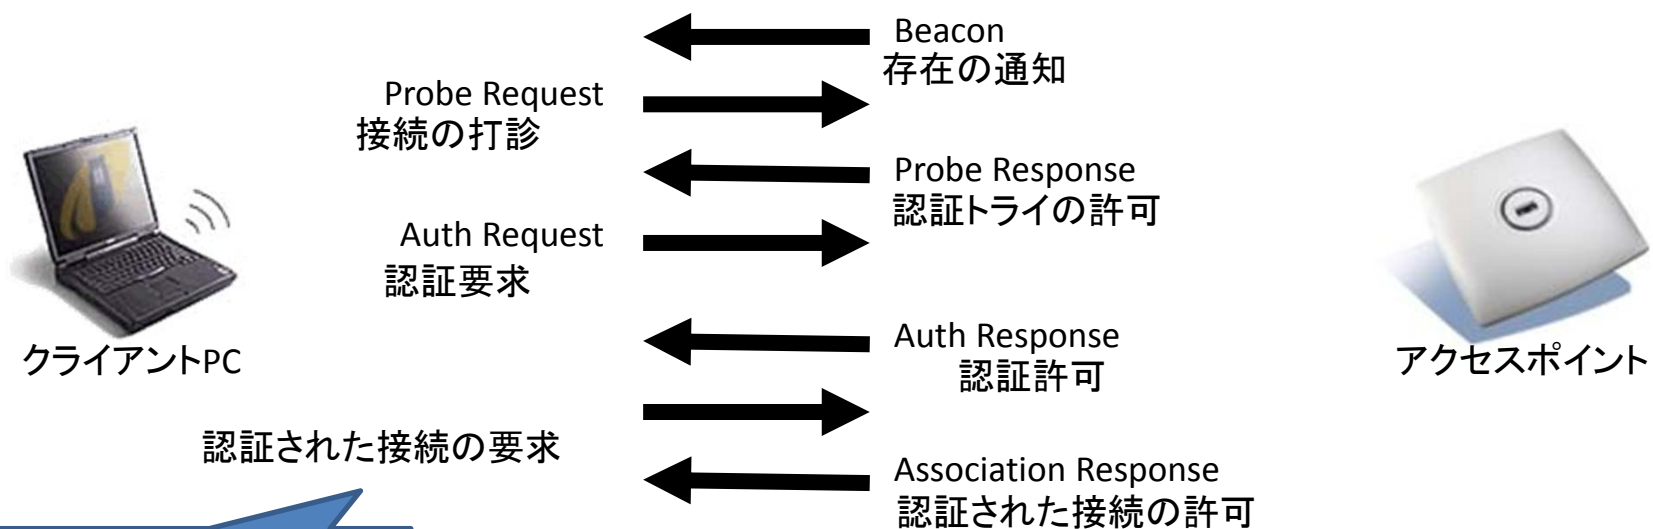 Beacon
存在の通知
Probe Request
接続の打診
Probe Response
認証トライの許可
Auth Request
認証要求
クライアントPC
Auth Response
認証許可
アクセスポイント
認証された接続の要求
Association Response
認証された接続の許可